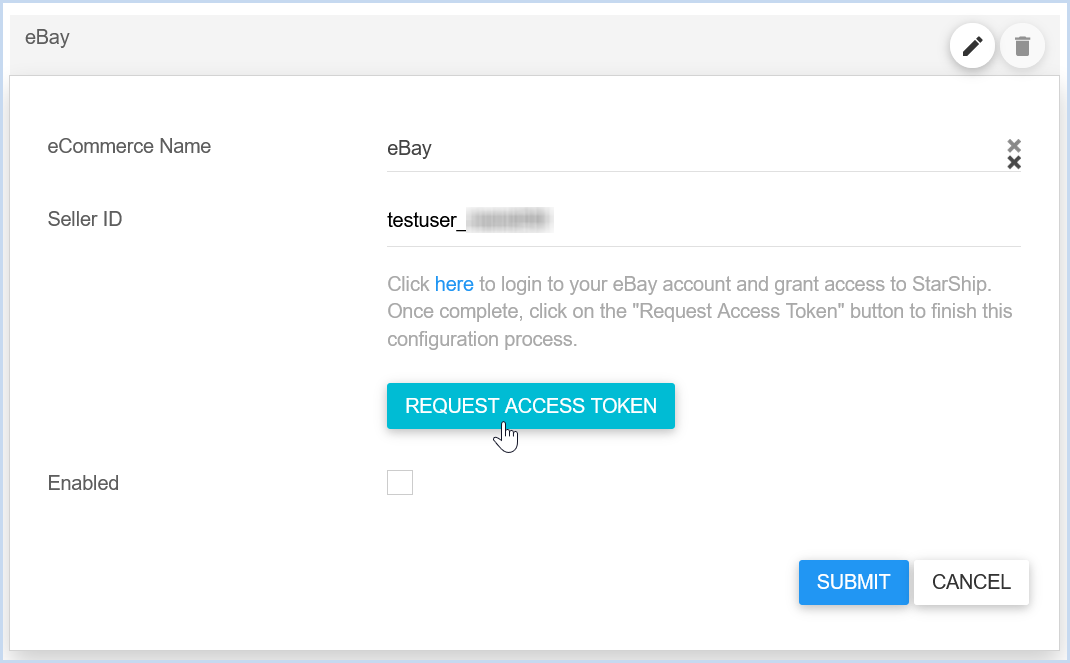 eBay
eCommerce Name
eBay
Seller ID
testuser_
Click here to login to your eBay account and grant access to StarShip.
Once complete, click on the "Request Access Token" button to finish this
configuration process.
REQUEST ACCESS TOKEN
Enabled
SUBMIT
CANCEL